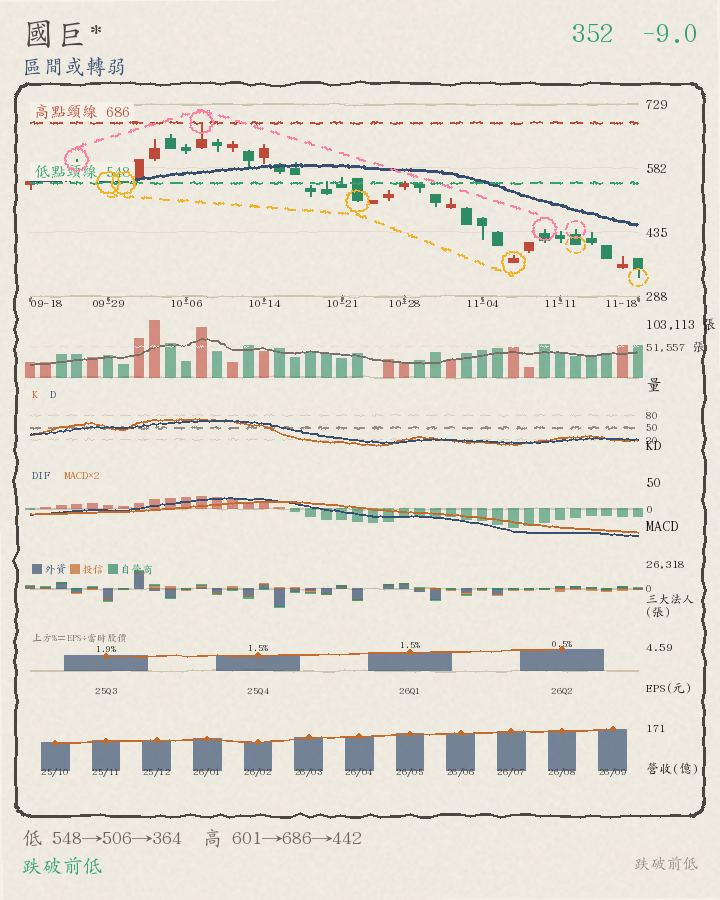 國巨* 352 -9.0
區間或轉弱
729
高點頸線 686
582
低點頸線 548
435
288
09-18 09-29 10-06 10-14 10-21 10-28 11-04 11-11 11-18
103,113 張
51,557 張
量
K D
80
50
20
KD
DIF MACD×2
50
0
MACD
外資 投信 自營商
26,318
0
三大法人
(張)
上方%=EPS÷當時股價
1.9% 1.5% 1.5% 0.5%
4.59
25Q3 25Q4 26Q1 26Q2
EPS(元)
171
25/10 25/11 25/12 26/01 26/02 26/03 26/04 26/05 26/06 26/07 26/08 26/09
營收(億)
低 548→506→364 高 601→686→442
跌破前低 跌破前低